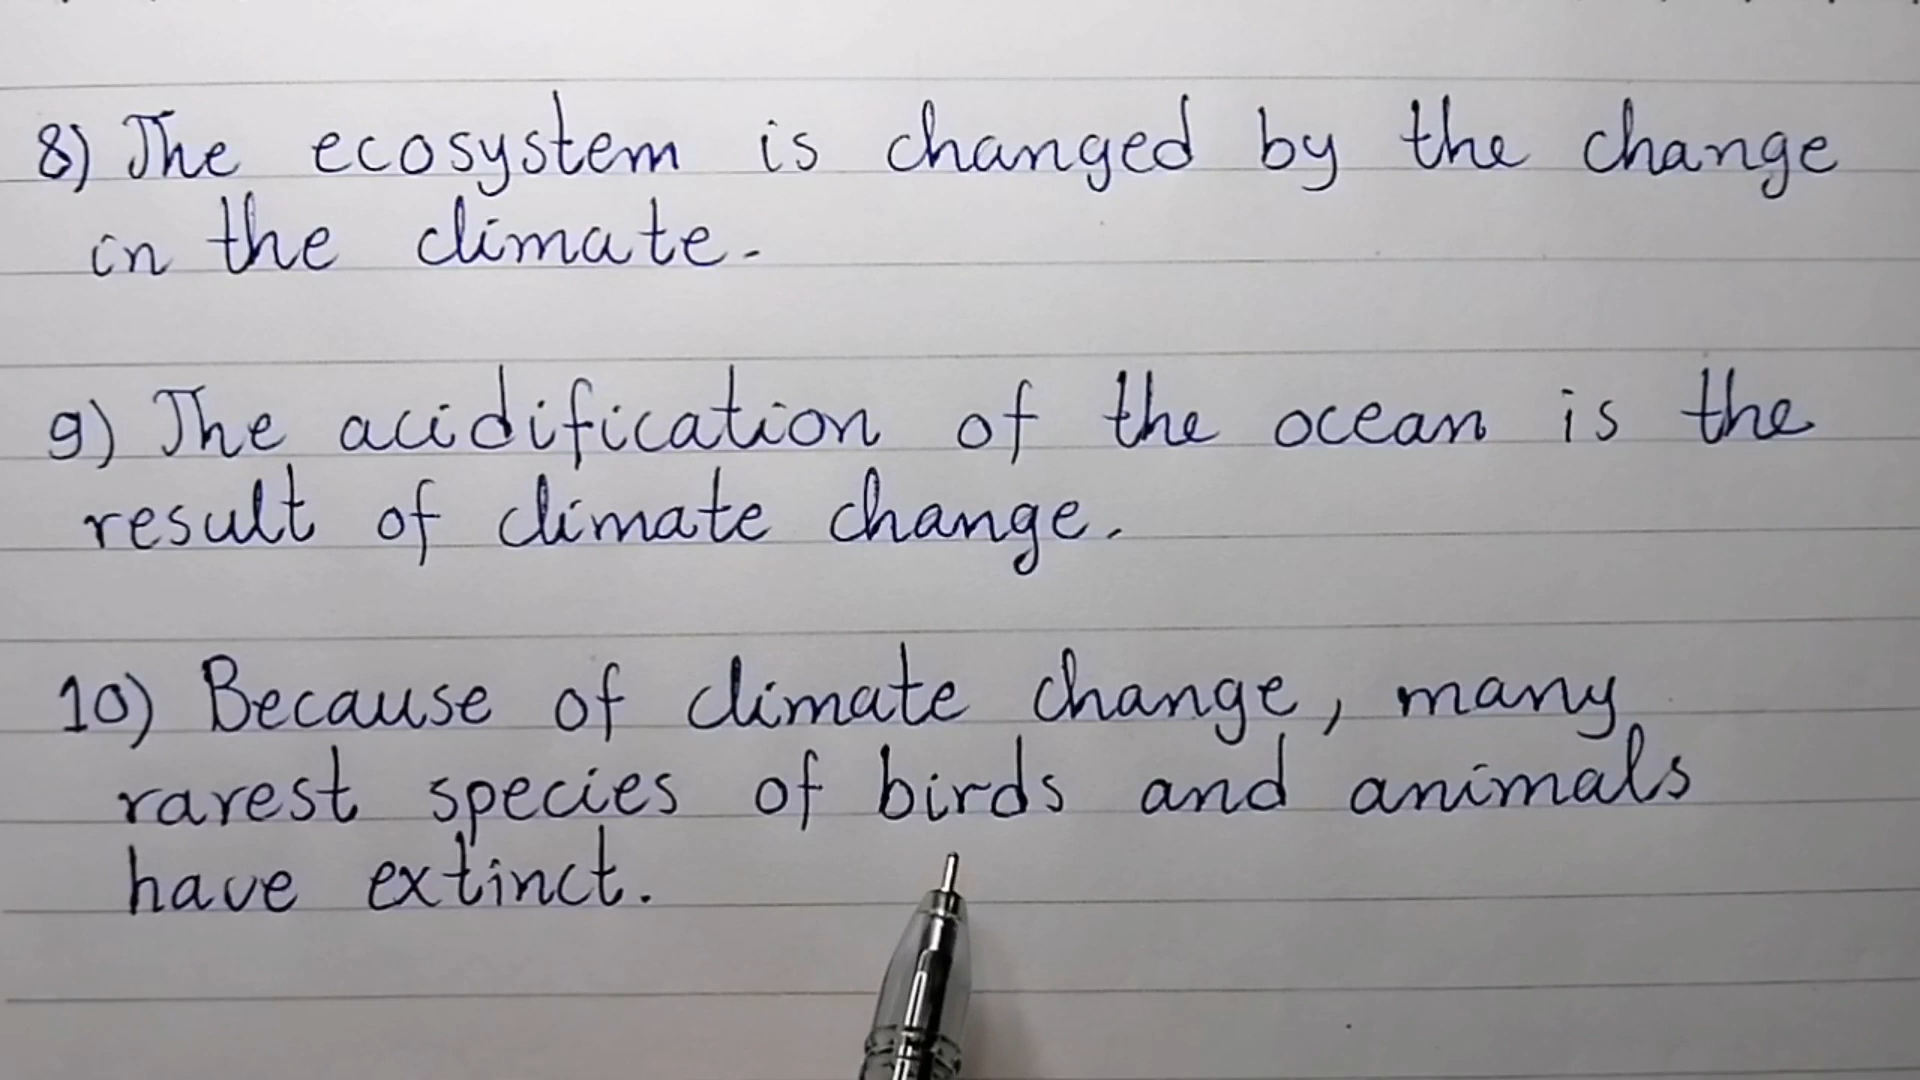 8) The ecosystem is changed by the change
in the climate.
9) The acidification of the ocean is the
result of climate change.
10) Because of climate change, many
rarest species of birds and animals
have extinct.